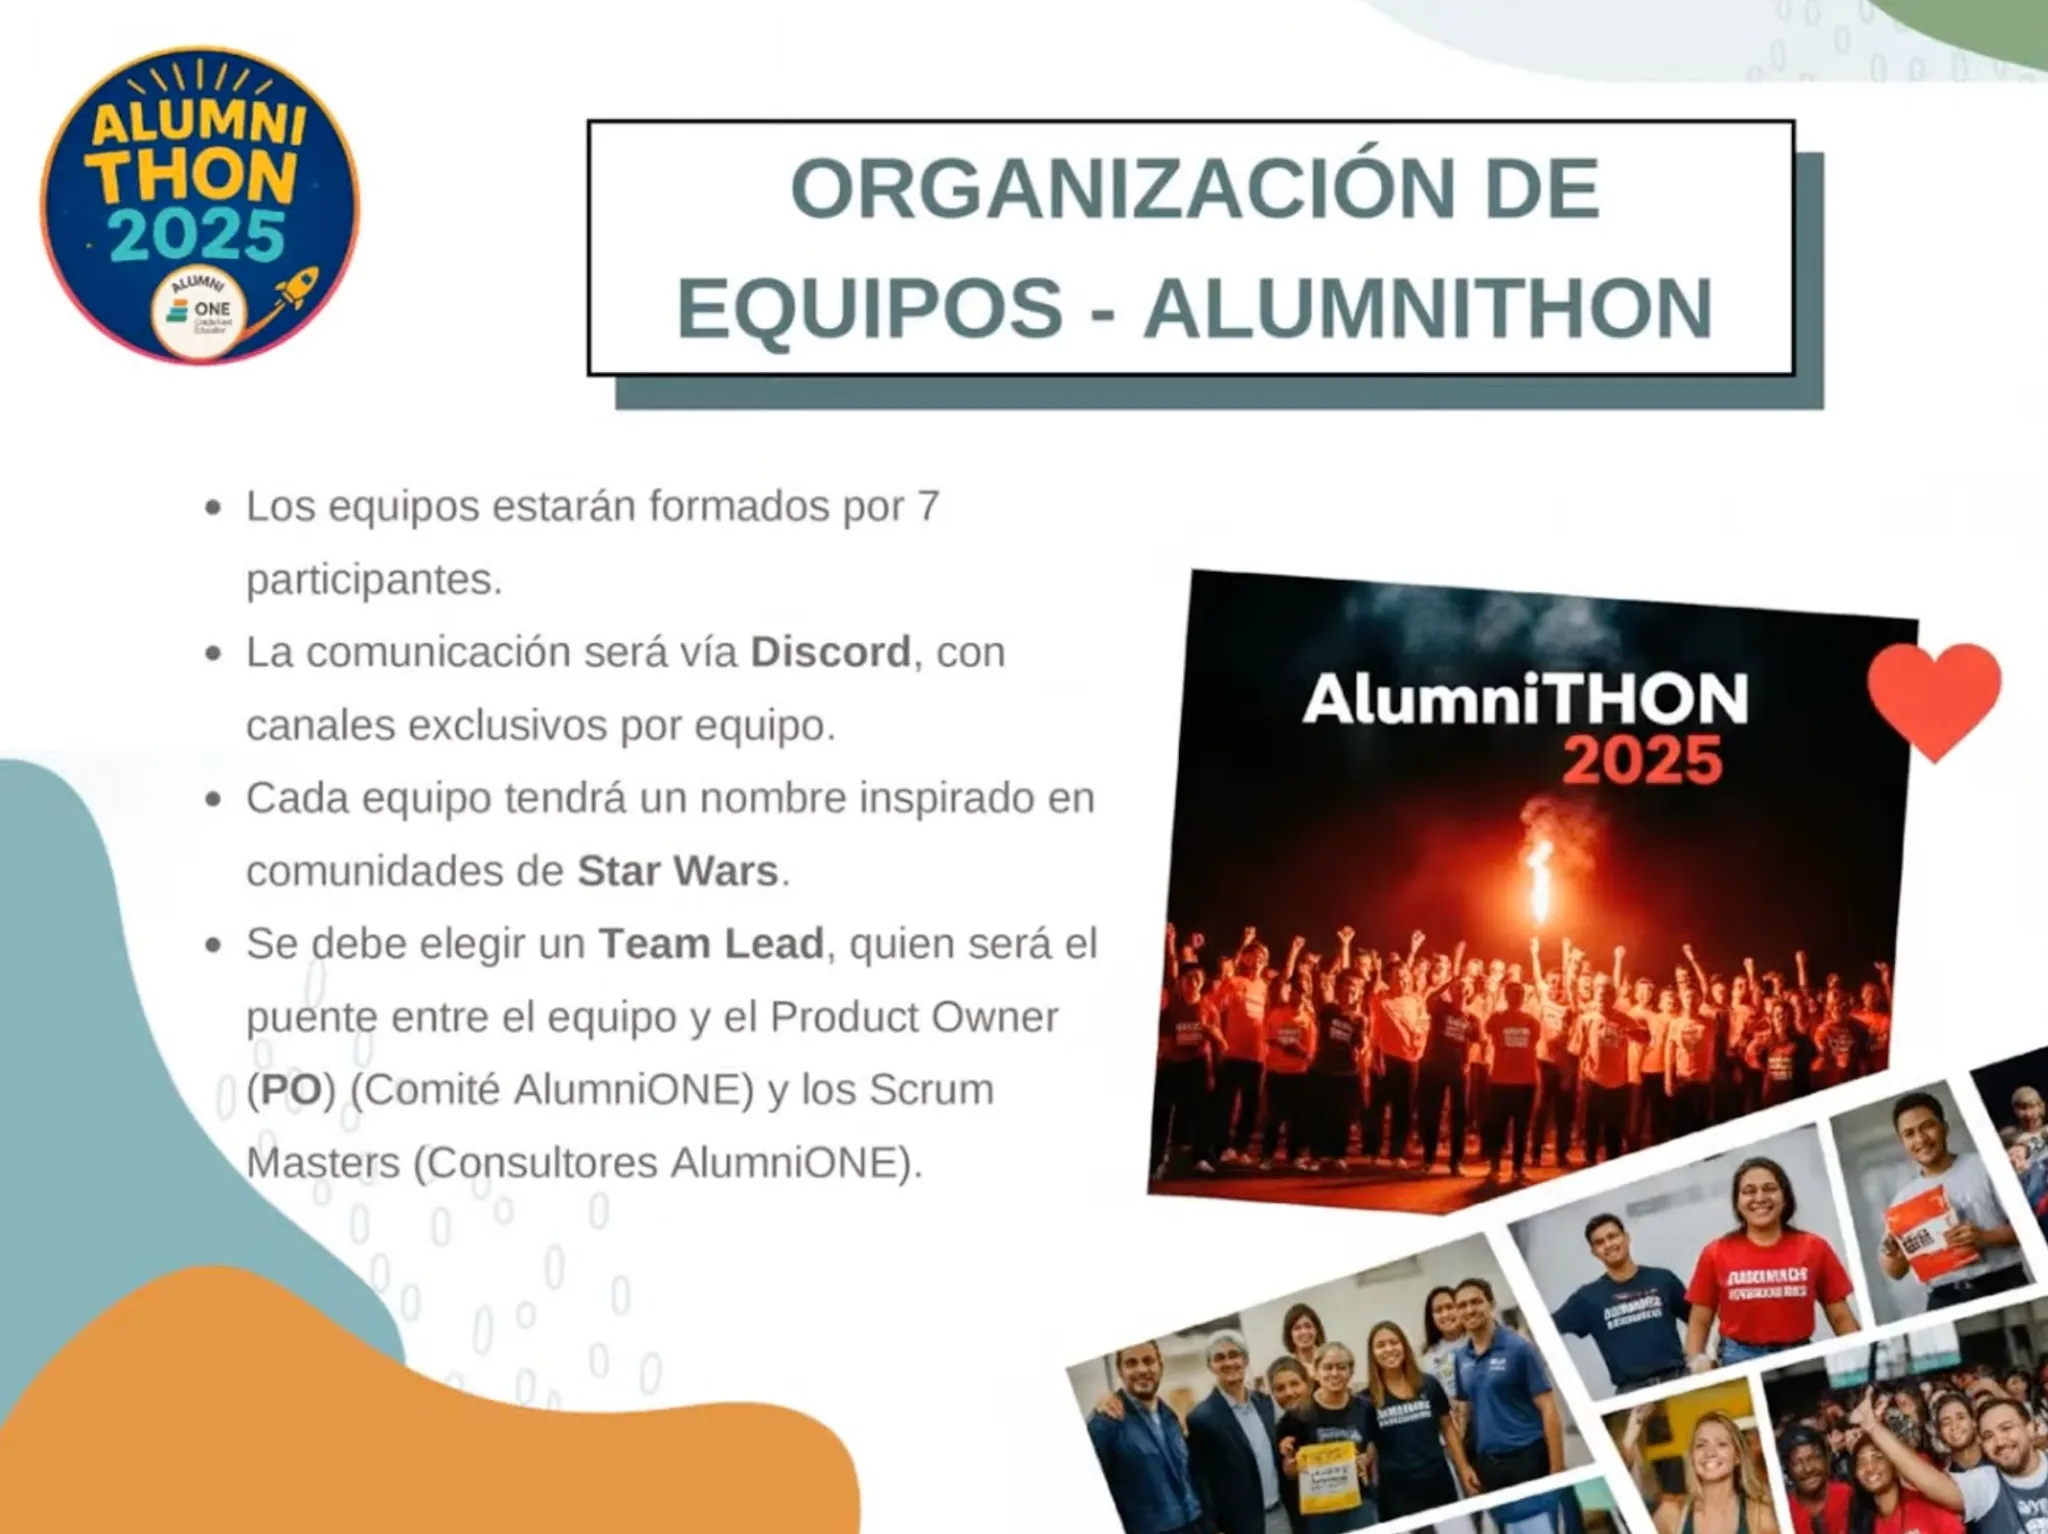 ALUMNI
THON
2025
ALUMNI
ONE
ORGANIZACIÓN DE
EQUIPOS - ALUMNITHON
• Los equipos estarán formados por 7
participantes.
• La comunicación será vía Discord, con
canales exclusivos por equipo.
• Cada equipo tendrá un nombre inspirado en
comunidades de Star Wars.
• Se debe elegir un Team Lead, quien será el
puente entre el equipo y el Product Owner
(PO) (Comité AlumniONE) y los Scrum
Masters (Consultores AlumniONE).
AlumniTHON
2025